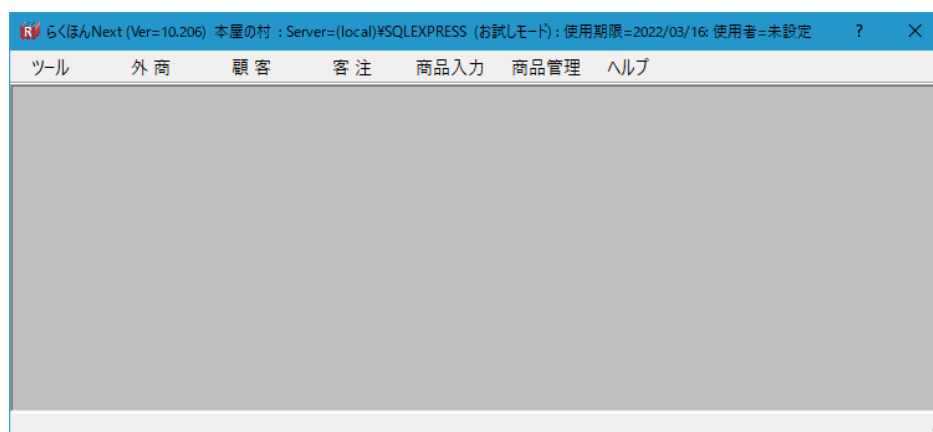 らくほんNext (Ver=10.206) 本屋の村 : Server=(local)¥SQLEXPRESS (お試しモード) : 使用期限=2022/03/16: 使用者=未設定 ? ×
ツール 外商 顧客 客注 商品入力 商品管理 ヘルプ